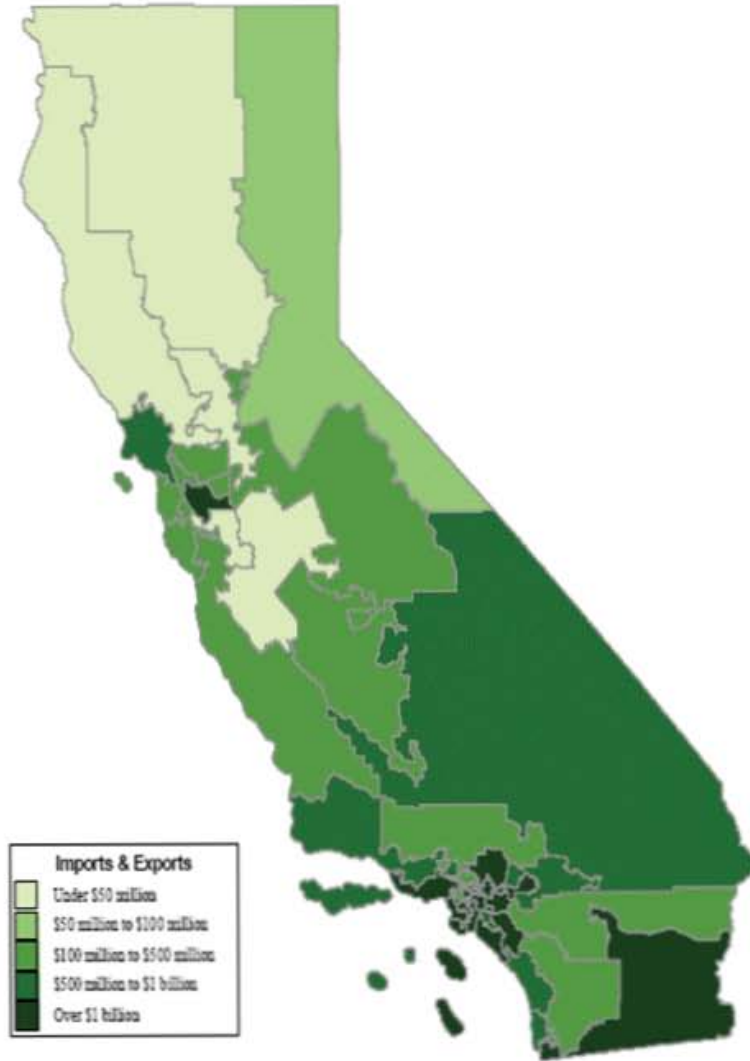 Imports & Exports
Under $50 million
$50 million to $100 million
$100 million to $500 million
$500 million to $1 billion
Over $1 billion